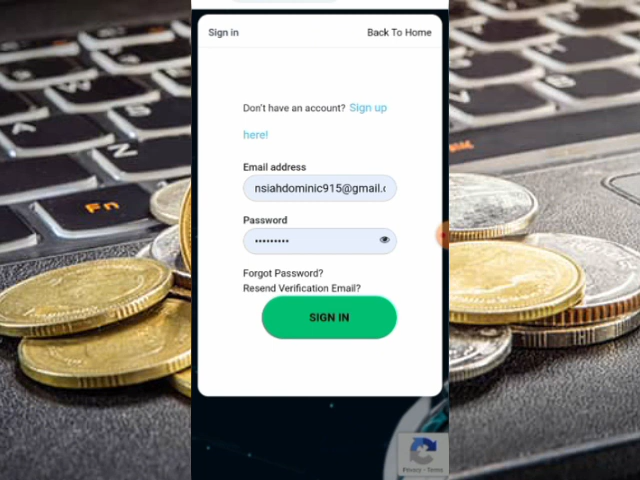 Sign in
Back To Home
Don't have an account? Sign up
here!
Email address
nsiahdominic915@gmail.c
Password
•••••••••
Forgot Password?
Resend Verification Email?
SIGN IN
Privacy - Terms
Fn
A
N
Z